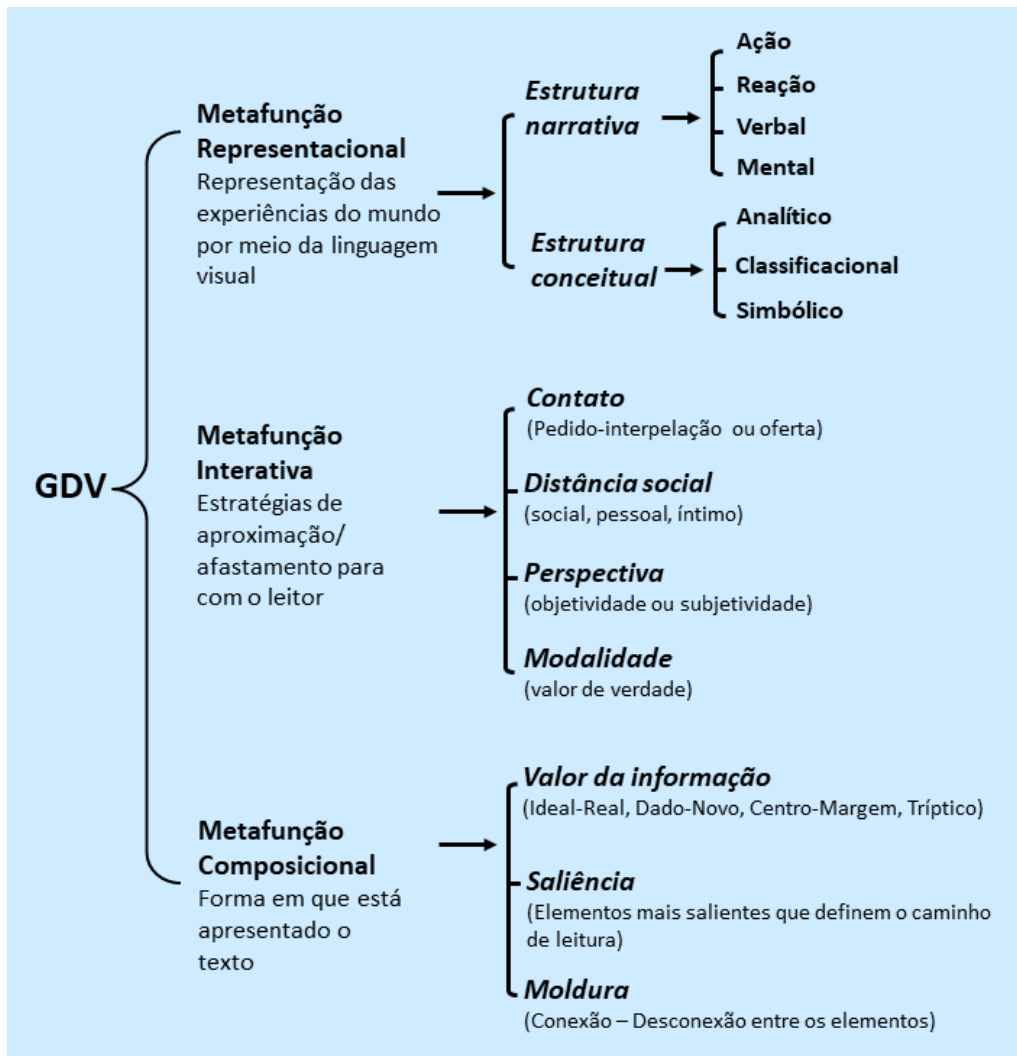 GDV
Metafunção
Representacional
Representação das
experiências do mundo
por meio da linguagem
visual
Estrutura
narrativa
Ação
Reação
Verbal
Mental
Estrutura
conceitual
Analítico
Classificacional
Simbólico
Metafunção
Interativa
Estratégias de
aproximação/
afastamento para
com o leitor
Contato
(Pedido-interpelação ou oferta)
Distância social
(social, pessoal, íntimo)
Perspectiva
(objetividade ou subjetividade)
Modalidade
(valor de verdade)
Metafunção
Composicional
Forma em que está
apresentado o
texto
Valor da informação
(Ideal-Real, Dado-Novo, Centro-Margem, Tríptico)
Saliência
(Elementos mais salientes que definem o caminho
de leitura)
Moldura
(Conexão – Desconexão entre os elementos)